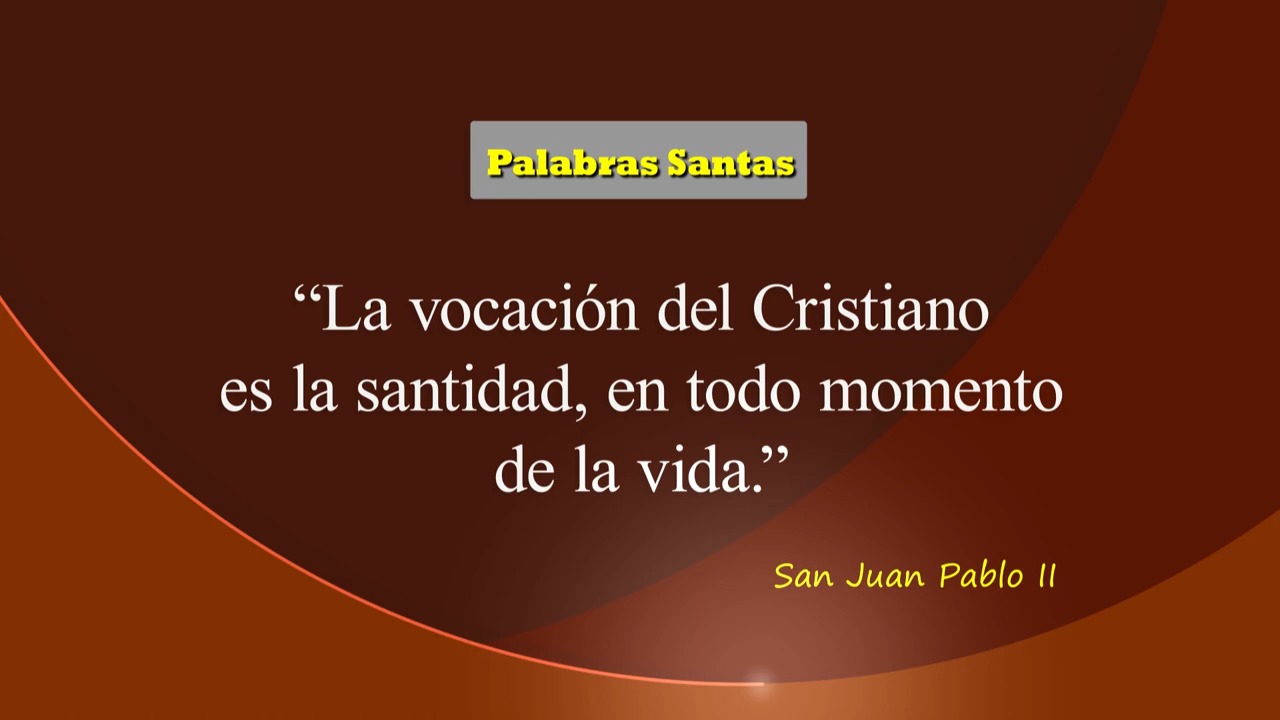 Palabras Santas
“La vocación del Cristiano
es la santidad, en todo momento
de la vida.”
San Juan Pablo II